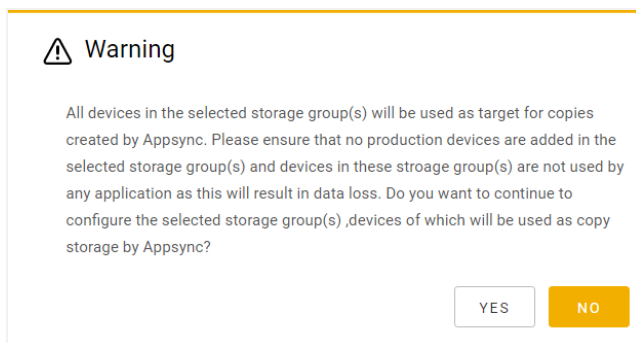 Warning
All devices in the selected storage group(s) will be used as target for copies
created by Appsync. Please ensure that no production devices are added in the
selected storage group(s) and devices in these stroage group(s) are not used by
any application as this will result in data loss. Do you want to continue to
configure the selected storage group(s) ,devices of which will be used as copy
storage by Appsync?
YES NO